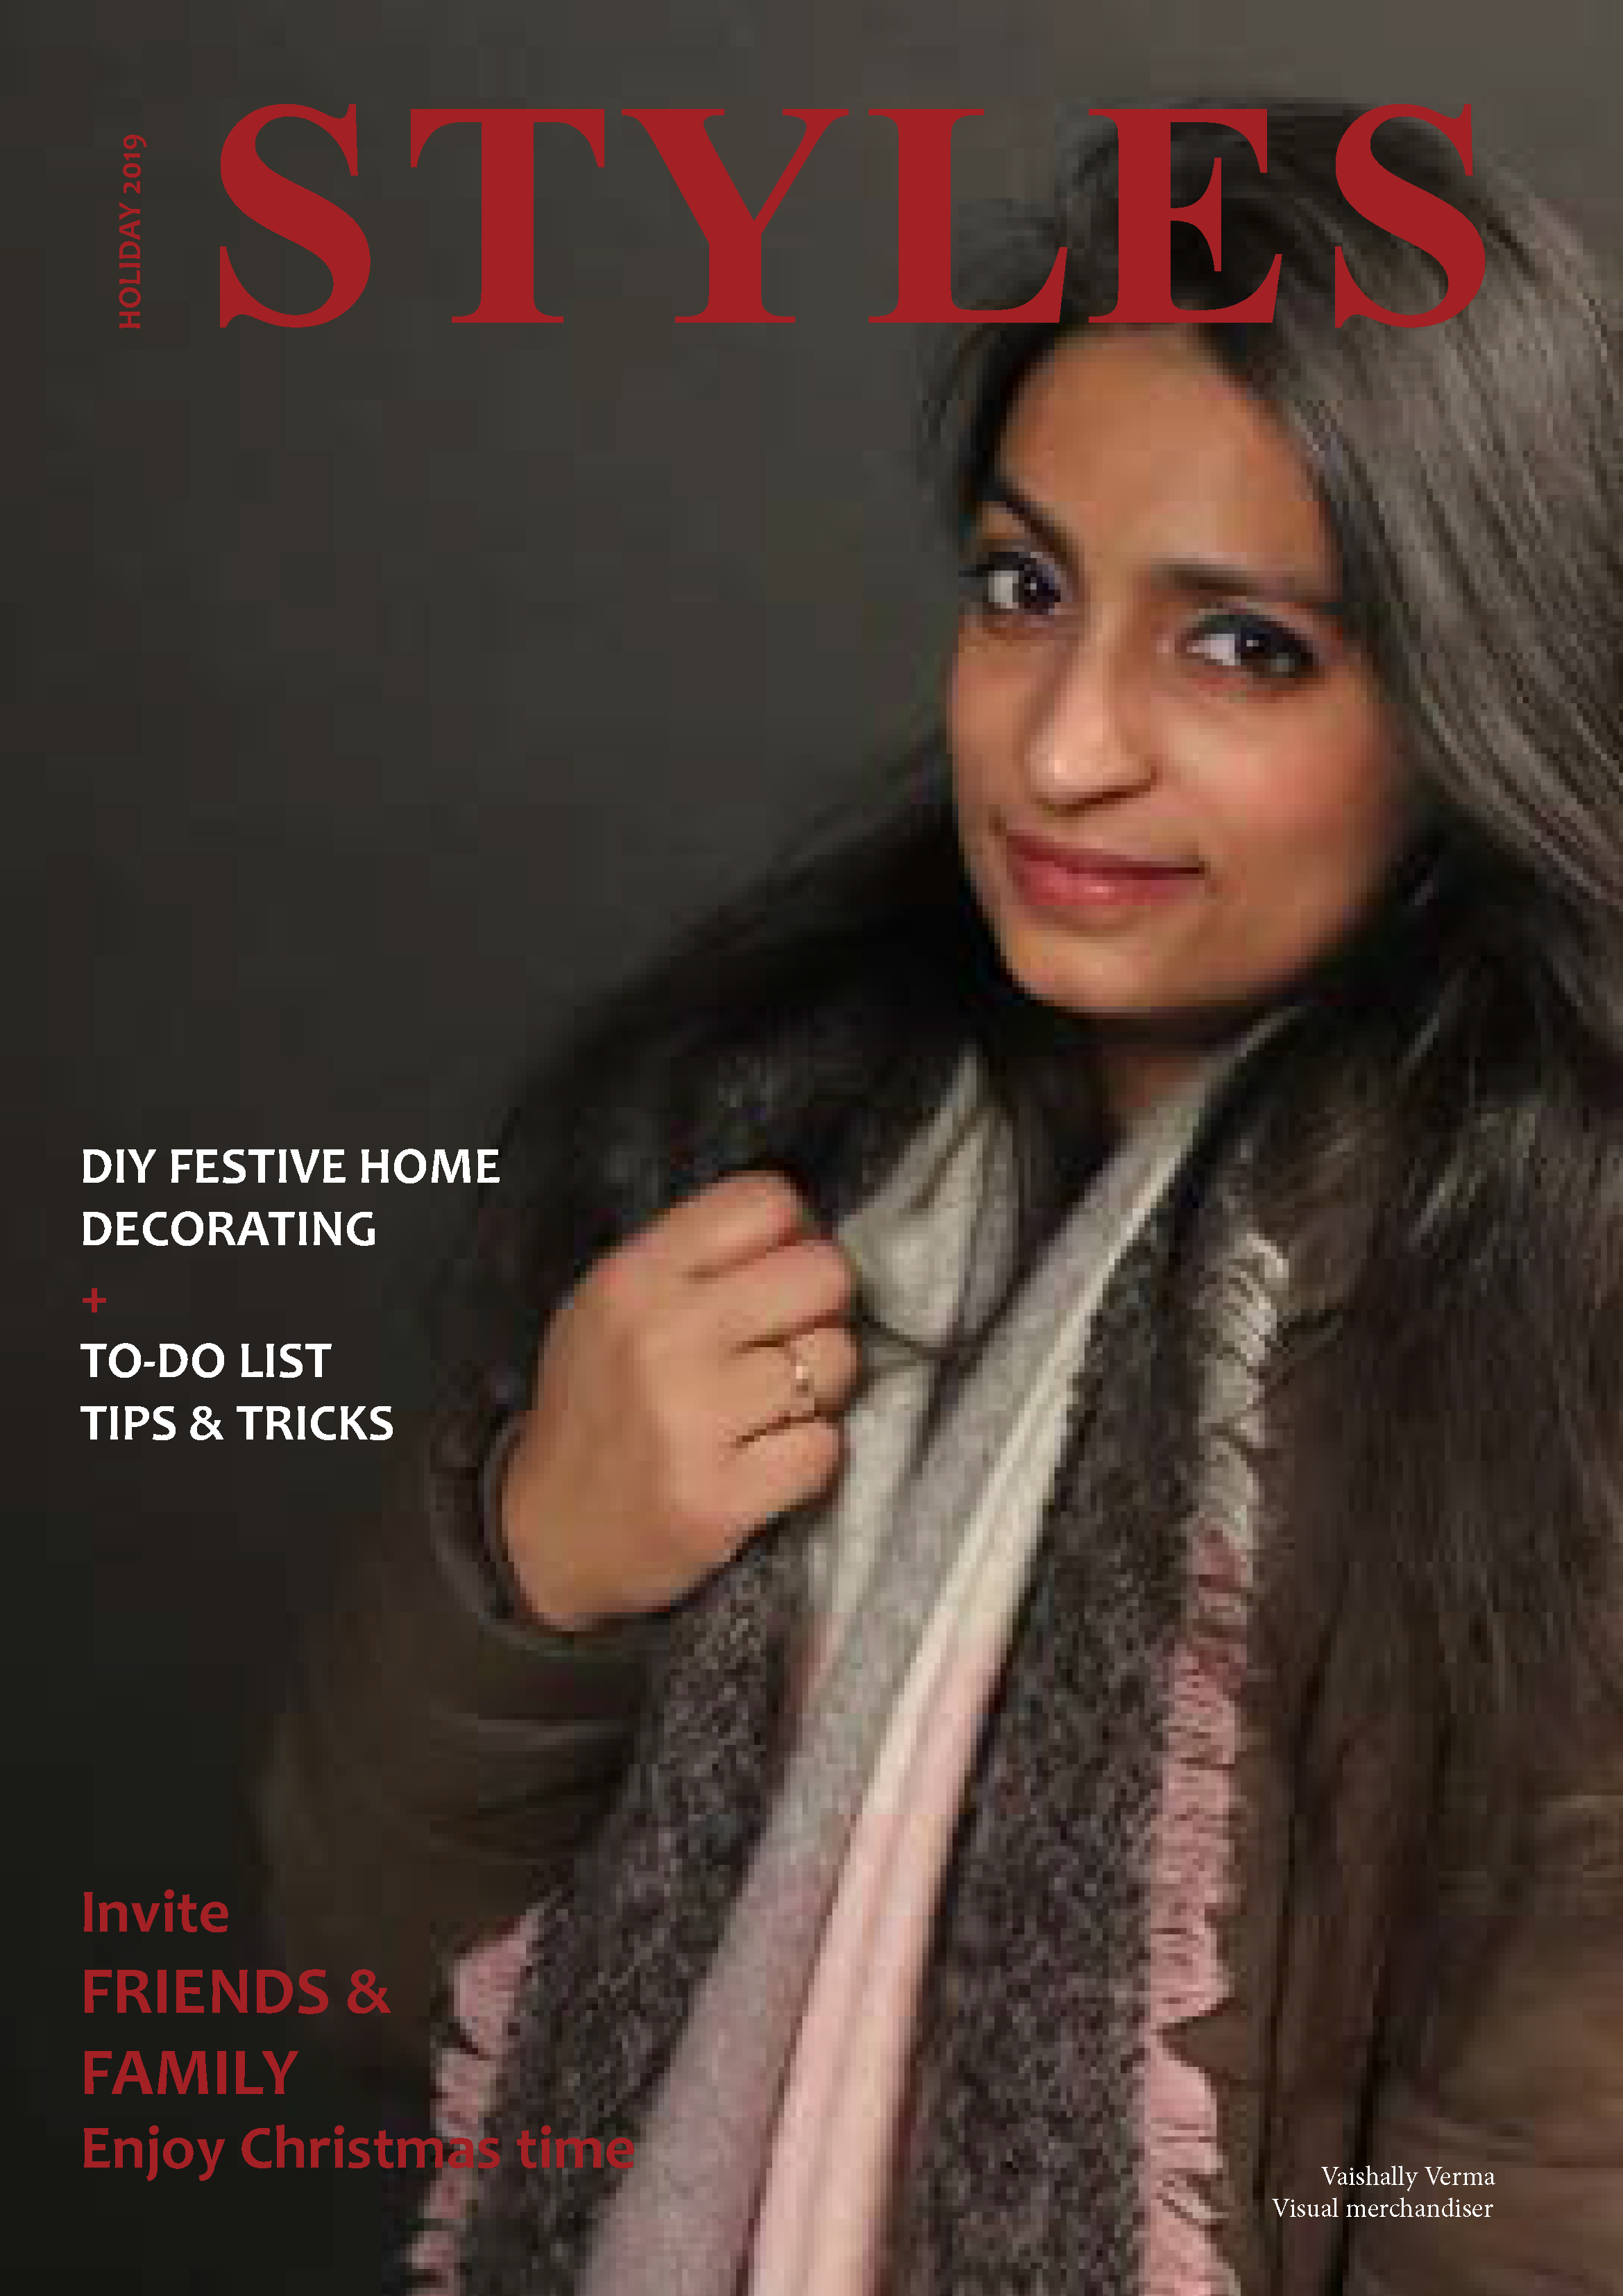 HOLIDAY 2019
STYLES
DIY FESTIVE HOME
DECORATING
+
TO-DO LIST
TIPS & TRICKS
Invite
FRIENDS &
FAMILY
Enjoy Christmas time
Vaishally Verma
Visual merchandiser